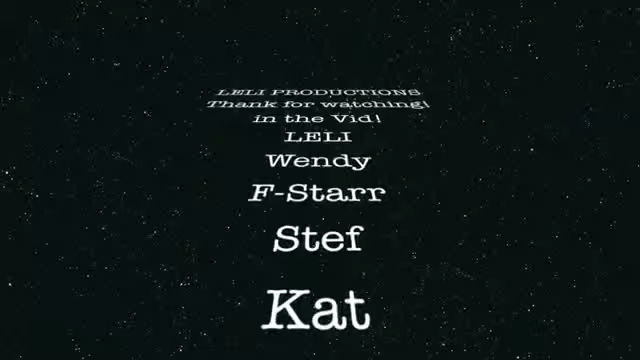 LELI PRODUCTIONS
Thank for watching!
in the Vid!
LELI
Wendy
F-Starr
Stef
Kat